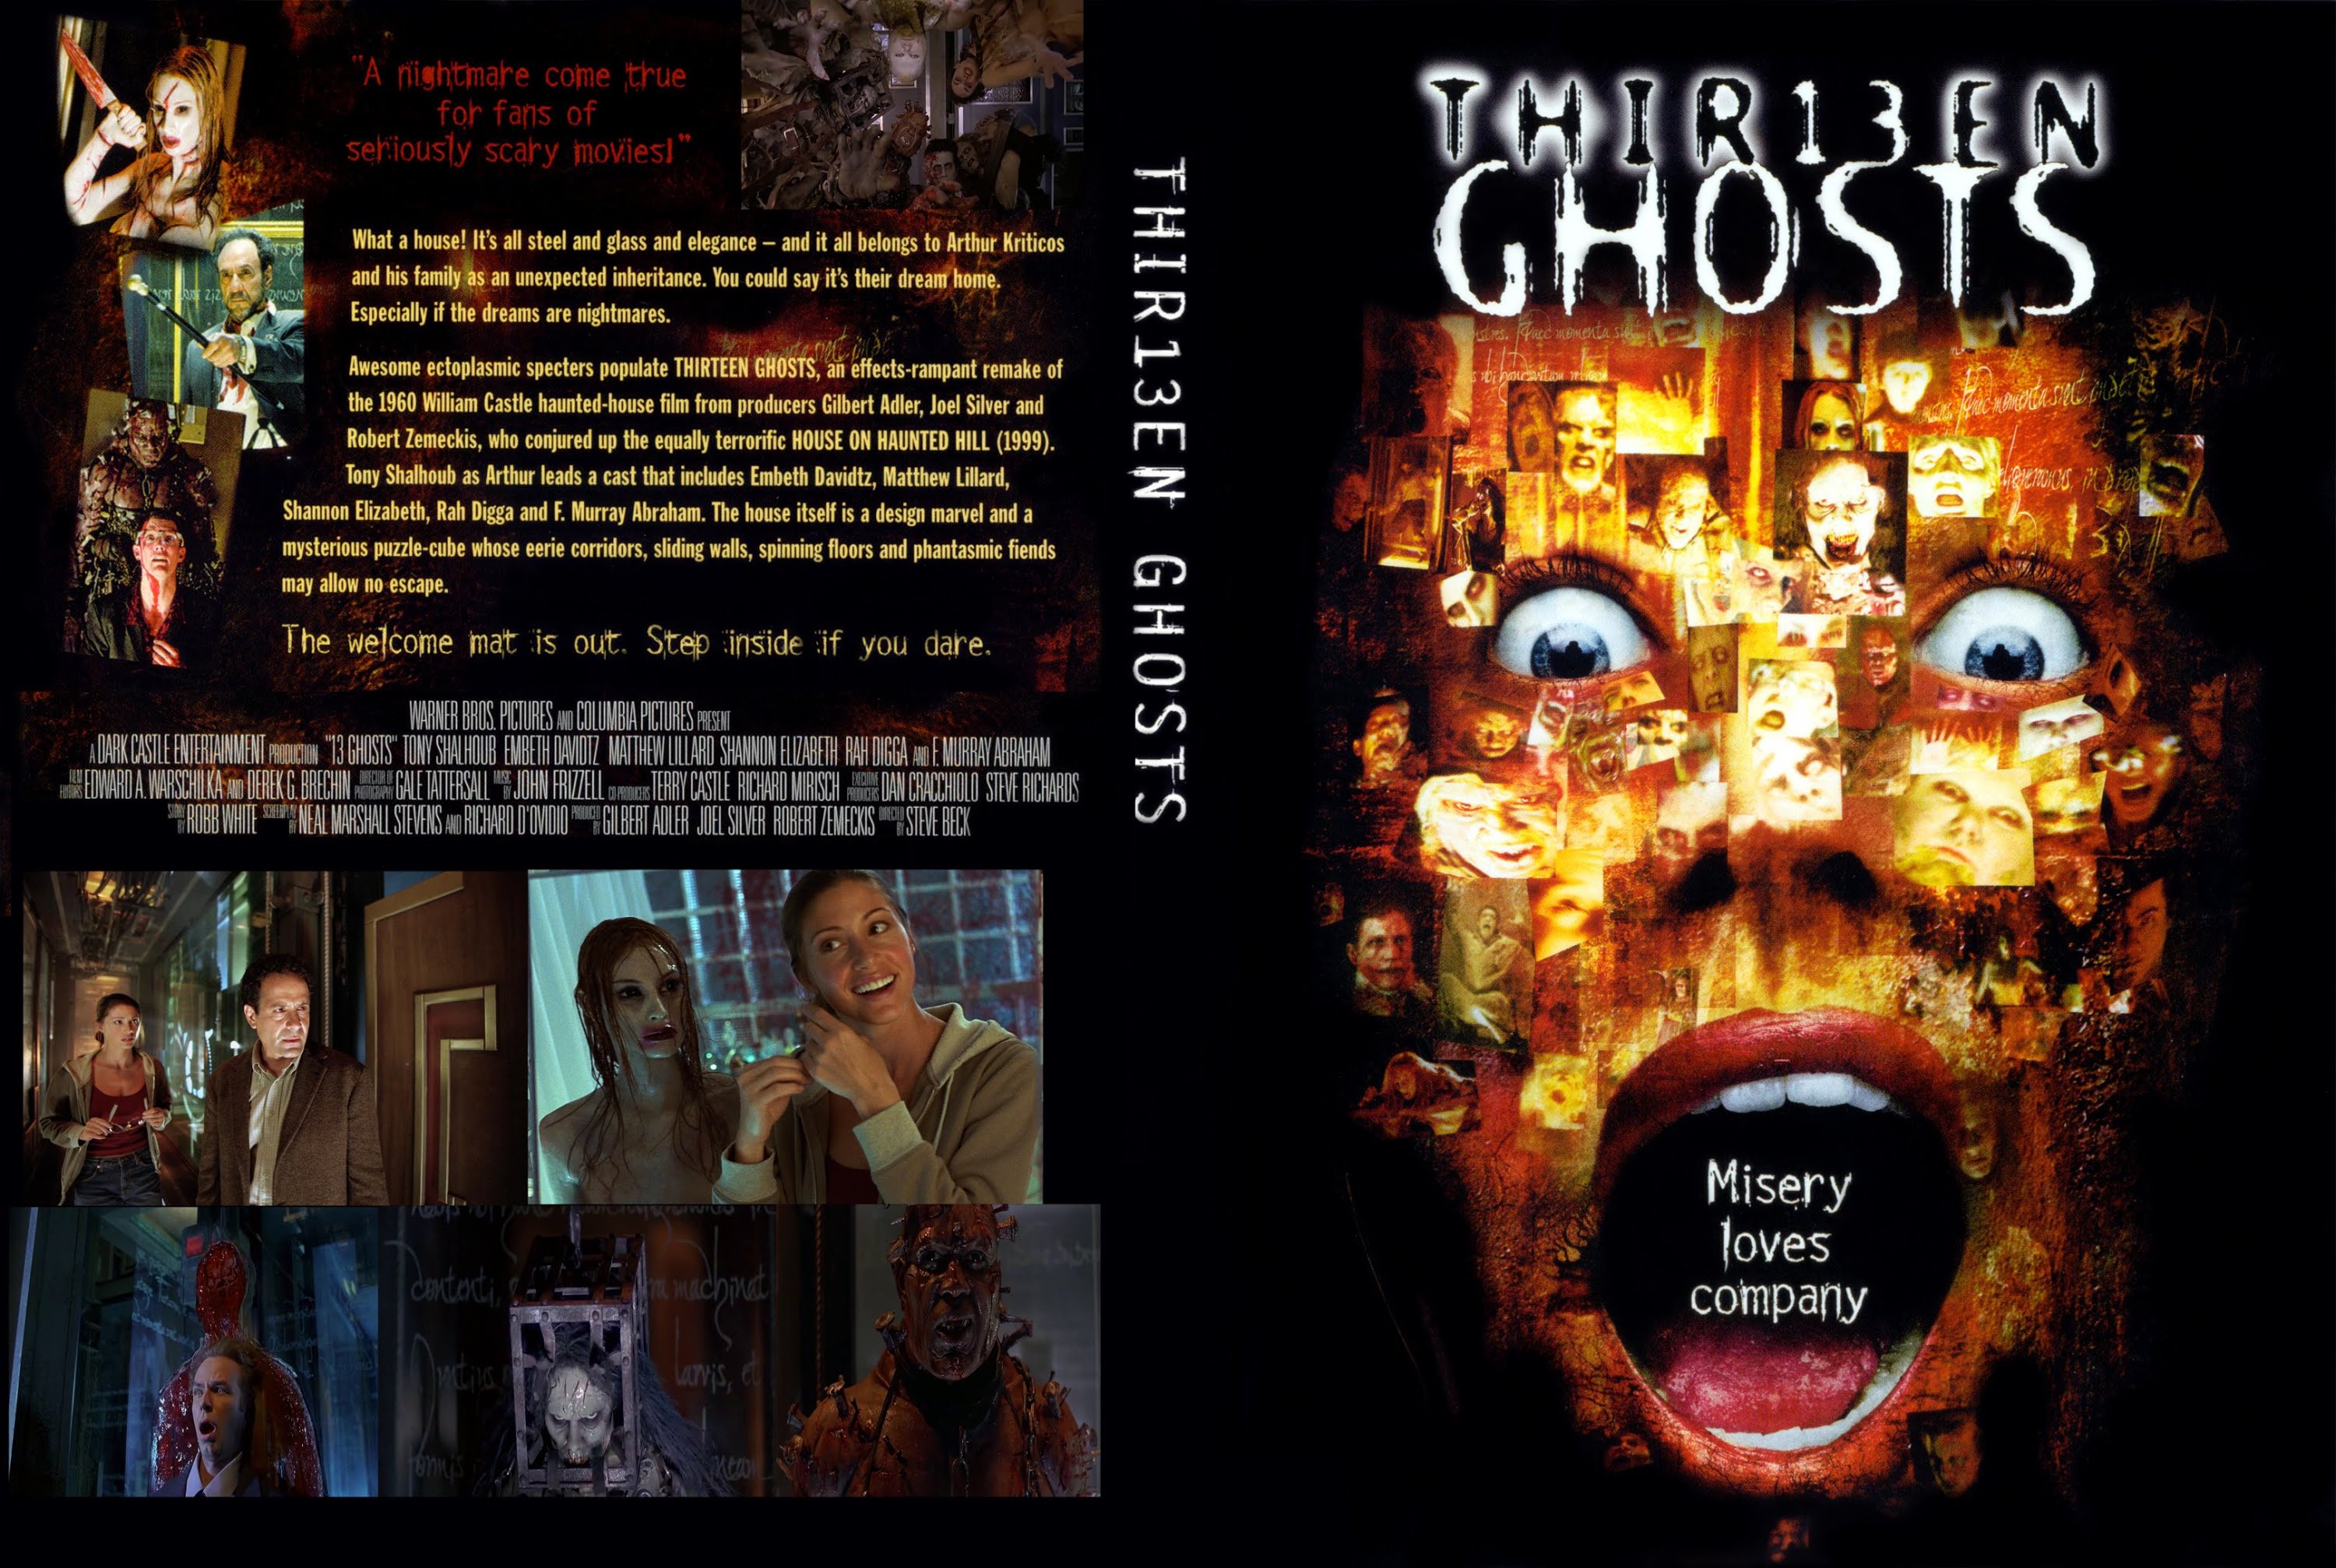 "A nightmare come true
for fans of
seriously scary movies!"
What a house! It's all steel and glass and elegance – and it all belongs to Arthur Kriticos
and his family as an unexpected inheritance. You could say it's their dream home.
Especially if the dreams are nightmares.
Awesome ectoplasmic specters populate THIRTEEN GHOSTS, an effects-rampant remake of
the 1960 William Castle haunted-house film from producers Gilbert Adler, Joel Silver and
Robert Zemeckis, who conjured up the equally terrorific HOUSE ON HAUNTED HILL (1999).
Tony Shalhoub as Arthur leads a cast that includes Embeth Davidtz, Matthew Lillard,
Shannon Elizabeth, Rah Digga and F. Murray Abraham. The house itself is a design marvel and a
mysterious puzzle-cube whose eerie corridors, sliding walls, spinning floors and phantasmic fiends
may allow no escape.
The welcome mat is out. Step inside if you dare.
WARNER BROS. PICTURES AND COLUMBIA PICTURES PRESENT
A DARK CASTLE ENTERTAINMENT PRODUCTION "13 GHOSTS" TONY SHALHOUB EMBETH DAVIDTZ MATTHEW LILLARD SHANNON ELIZABETH RAH DIGGA AND F. MURRAY ABRAHAM
FILM EDITORS EDWARD A. WARSCHILKA AND DEREK G. BRECHIN DIRECTOR OF PHOTOGRAPHY GALE TATTERSALL MUSIC BY JOHN FRIZZELL CO PRODUCERS TERRY CASTLE RICHARD MIRISCH EXECUTIVE PRODUCERS DAN CRACCHIOLO STEVE RICHARDS
STORY BY ROBB WHITE SCREENPLAY BY NEAL MARSHALL STEVENS AND RICHARD D'OVIDIO PRODUCED BY GILBERT ADLER JOEL SILVER ROBERT ZEMECKIS DIRECTED BY STEVE BECK
contenti,
machinat
larvis, et
THIR13EN GHOSTS
THIR13EN
GHOSTS
momenta
momenta
Misery
loves
company